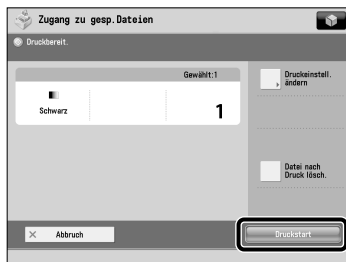 Zugang zu gesp.Dateien
Druckbereit.
Gewählt:1
Schwarz
1
Druckeinstell.
ändern
Datei nach
Druck lösch.
Abbruch
Druckstart